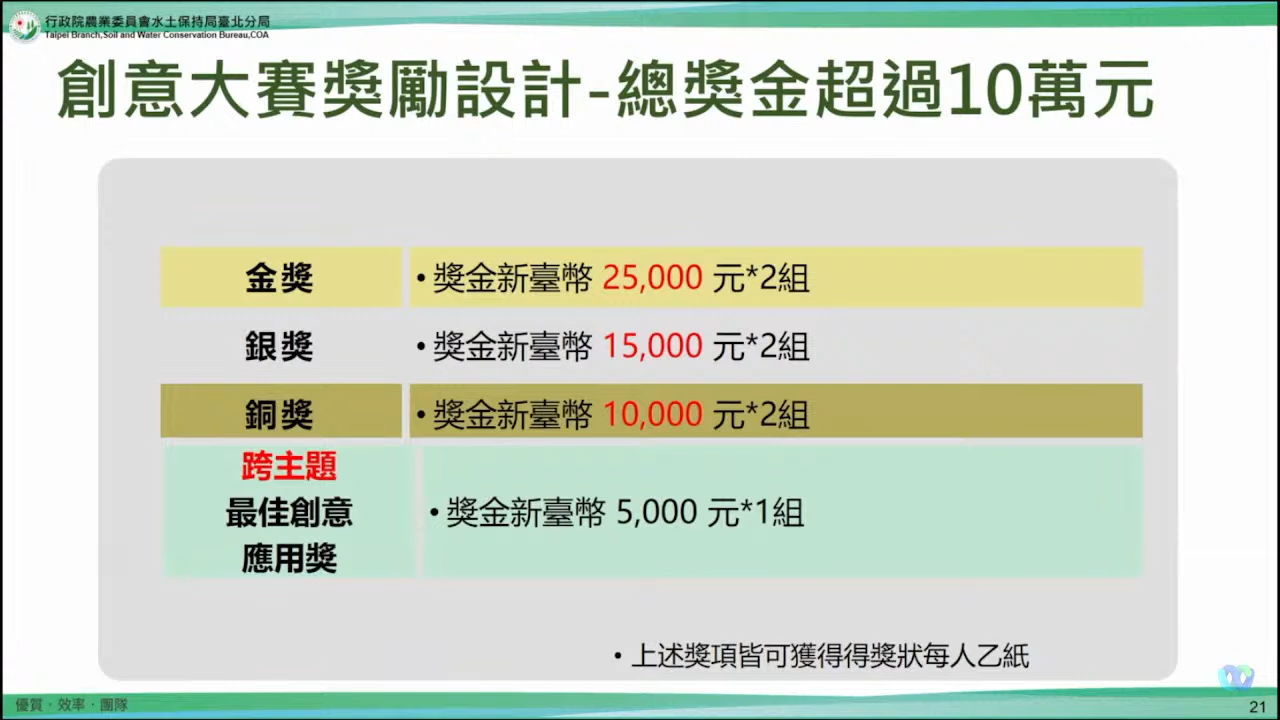 行政院農業委員會水土保持局臺北分局
Taipei Branch,Soil and Water Conservation Bureau,COA
創意大賽獎勵設計-總獎金超過10萬元
金獎
•獎金新臺幣 25,000 元*2組
銀獎
•獎金新臺幣 15,000 元*2組
銅獎
•獎金新臺幣 10,000 元*2組
跨主題
最佳創意
應用獎
•獎金新臺幣 5,000 元*1組
•上述獎項皆可獲得得獎狀每人乙紙
優質‧效率‧團隊
21